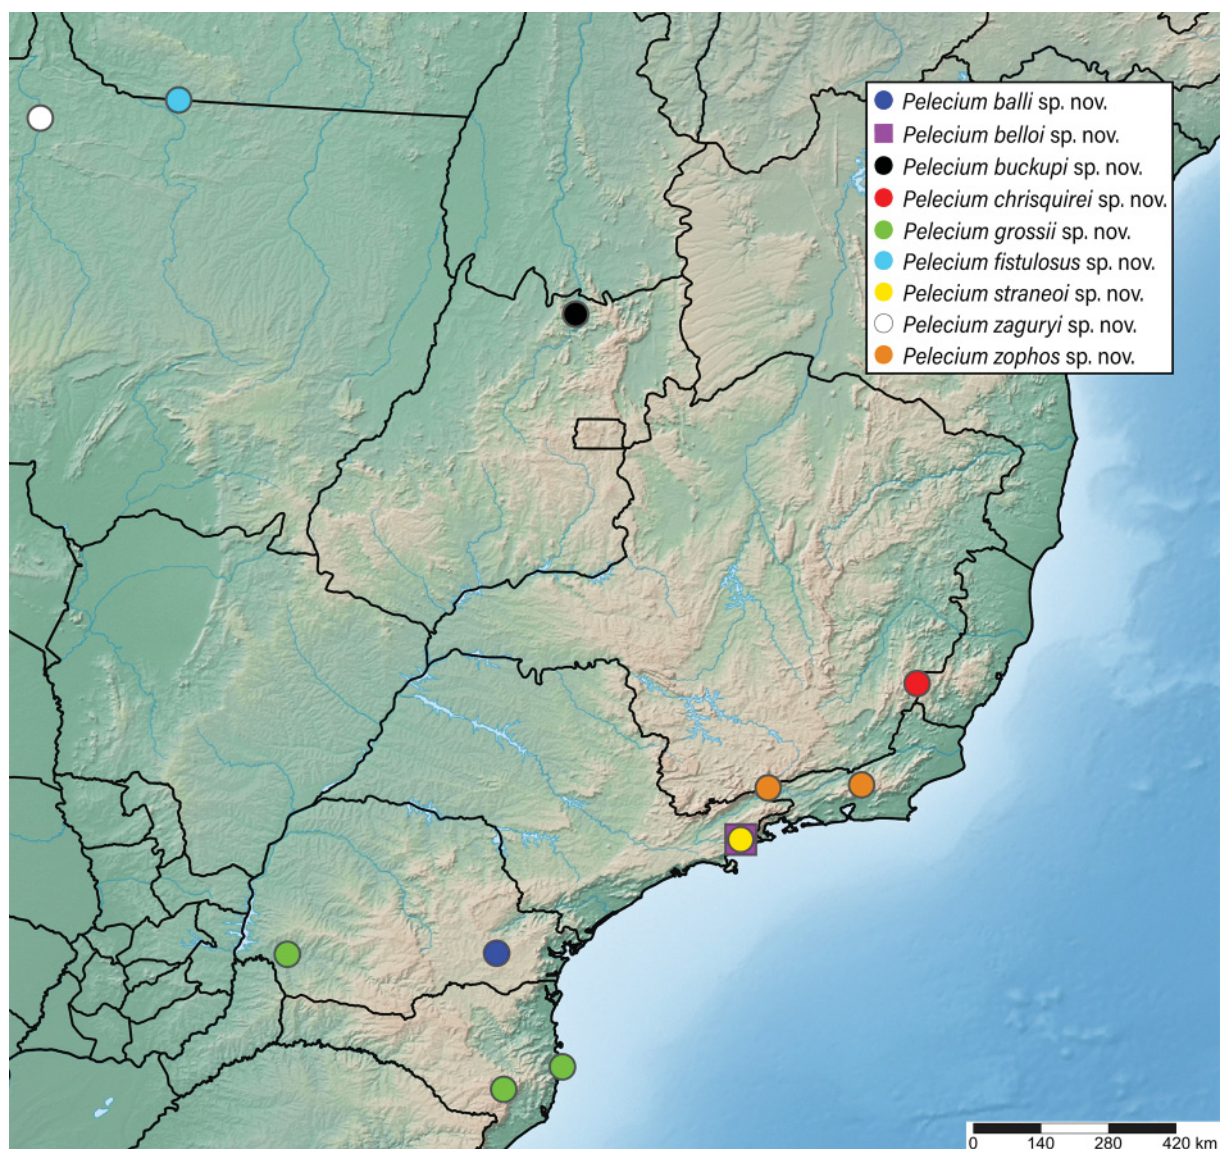 Pelecium balli sp. nov.
Pelecium belloi sp. nov.
Pelecium buckupi sp. nov.
Pelecium chrisquirei sp. nov.
Pelecium grossii sp. nov.
Pelecium fistulosus sp. nov.
Pelecium straneoi sp. nov.
Pelecium zaguryi sp. nov.
Pelecium zophos sp. nov.
0 140 280 420 km